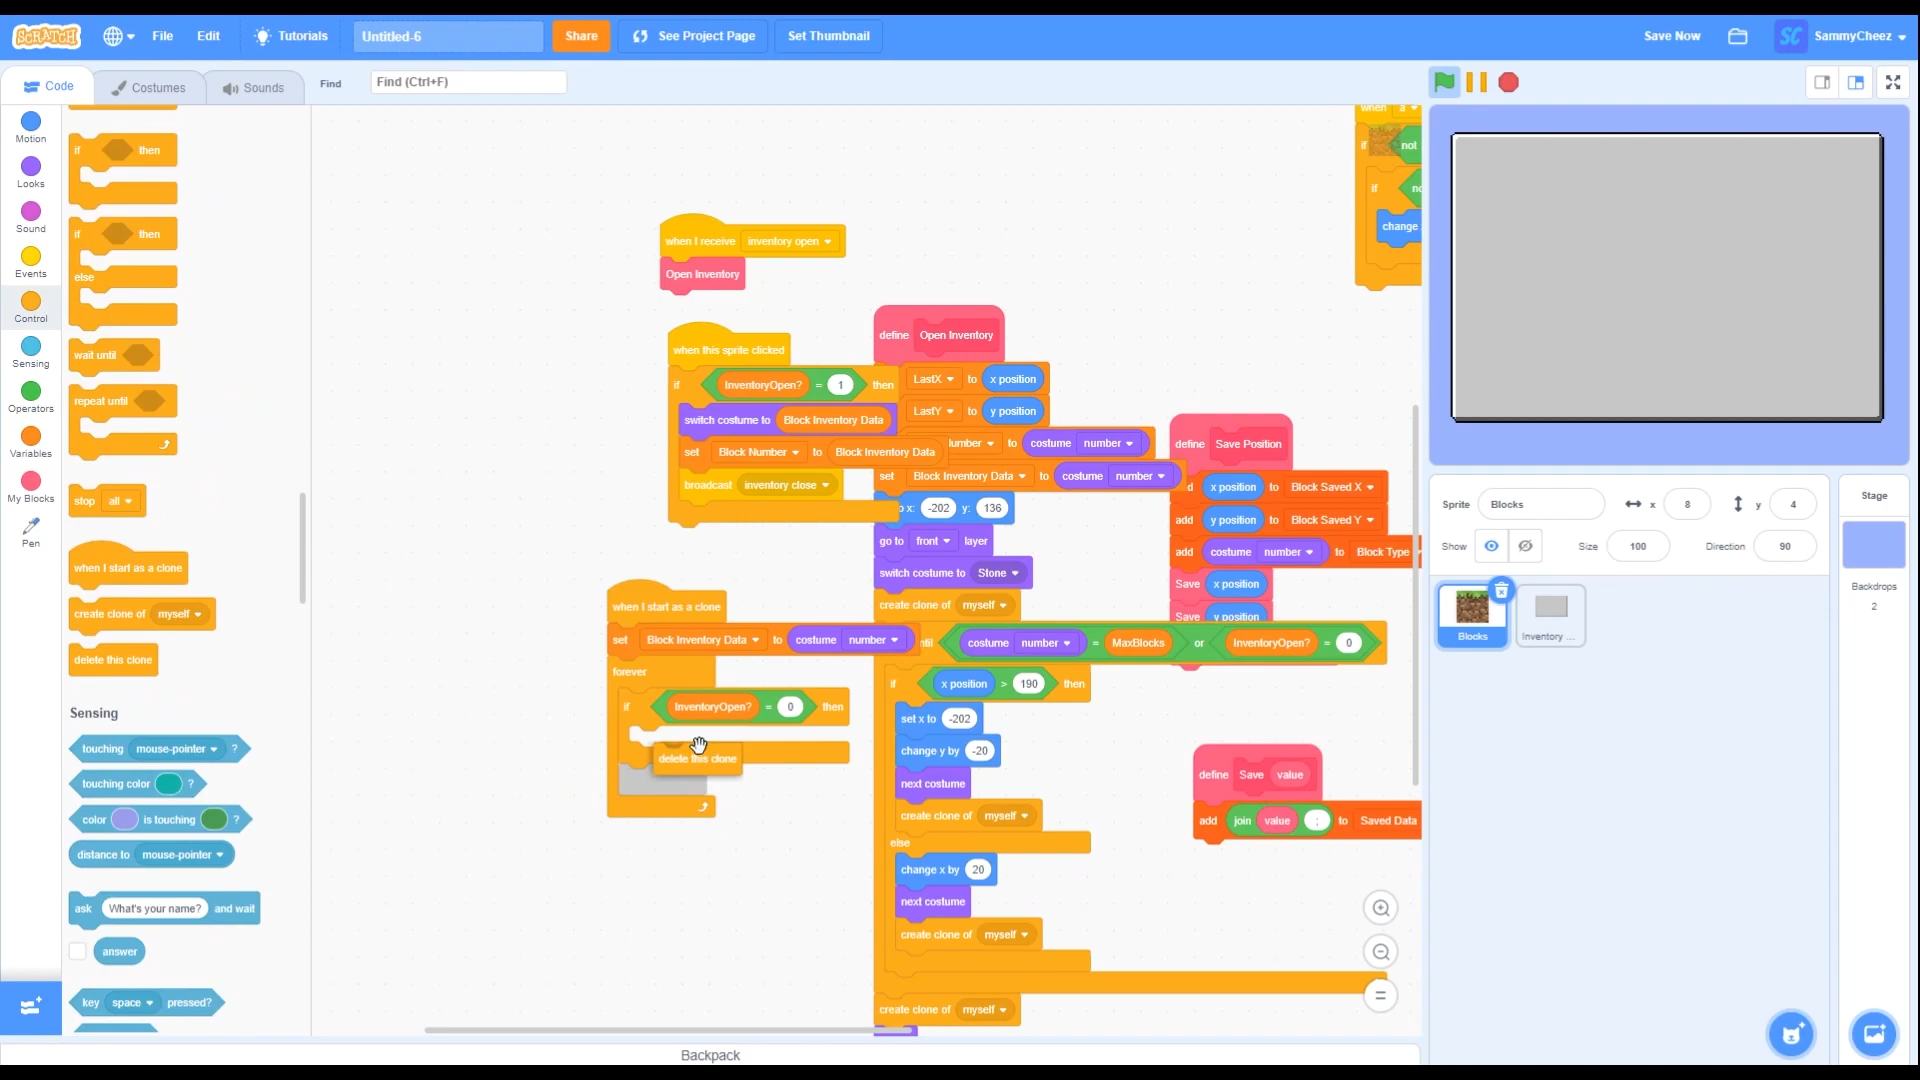 SCRATCH File Edit Tutorials Untitled-6 Share See Project Page Set Thumbnail Save Now SC SammyCheez
Code Costumes Sounds Find Find (Ctrl+F)
Motion
Looks
Sound
Events
Control
Sensing
Operators
Variables
My Blocks
Pen
if then
if then
else
wait until
repeat until
stop all
when I start as a clone
create clone of myself
delete this clone
Sensing
touching mouse-pointer ?
touching color ?
color is touching ?
distance to mouse-pointer
ask What's your name? and wait
answer
key space pressed?
when I receive inventory open
Open Inventory
when this sprite clicked
if InventoryOpen? = 1 then
switch costume to Block Inventory Data
set Block Number to Block Inventory Data
broadcast inventory close
when I start as a clone
set Block Inventory Data to costume number
forever
if InventoryOpen? = 0 then
delete this clone
define Open Inventory
LastX to x position
LastY to y position
to costume number
set Block Inventory Data to costume number
x: -202 y: 136
go to front layer
switch costume to Stone
create clone of myself
costume number = MaxBlocks or InventoryOpen? = 0
if x position > 190 then
set x to -202
change y by -20
next costume
create clone of myself
else
change x by 20
next costume
create clone of myself
create clone of myself
define Save Position
x position to Block Saved X
add y position to Block Saved Y
add costume number to Block Type
Save x position
Save y position
define Save value
add join value ; to Saved Data
when a
if not
if
change
Backpack
Sprite Blocks x 8 y 4
Show Size 100 Direction 90
Blocks
Inventory ...
Stage
Backdrops
2